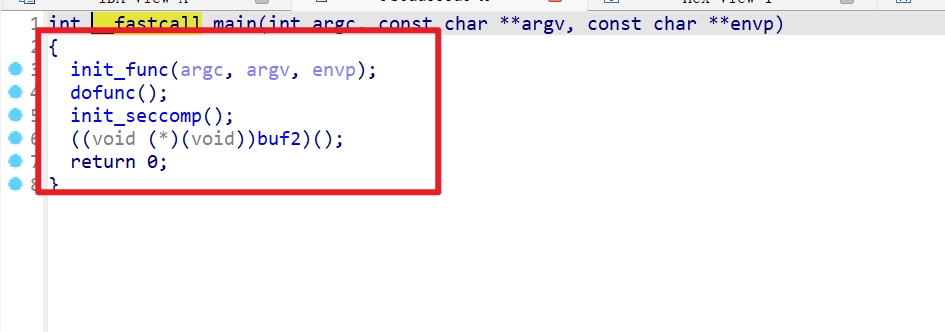 1 int __fastcall main(int argc, const char **argv, const char **envp)
2 {
3 init_func(argc, argv, envp);
4 dofunc();
5 init_seccomp();
6 ((void (*)(void))buf2)();
7 return 0;
8 }